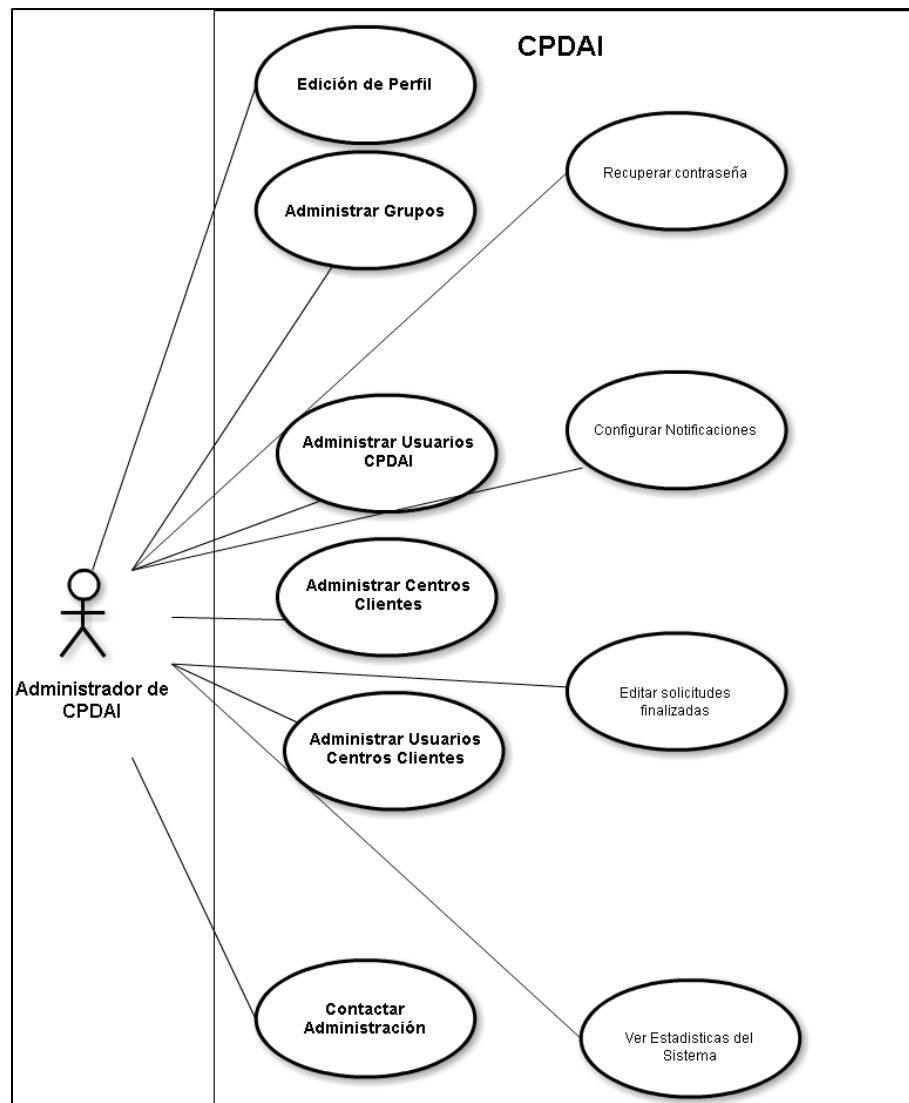 CPDAI
Edición de Perfil
Recuperar contraseña
Administrar Grupos
Administrar Usuarios
CPDAI
Configurar Notificaciones
Administrar Centros
Clientes
Administrador de
CPDAI
Editar solicitudes
finalizadas
Administrar Usuarios
Centros Clientes
Contactar
Administración
Ver Estadisticas del
Sistema